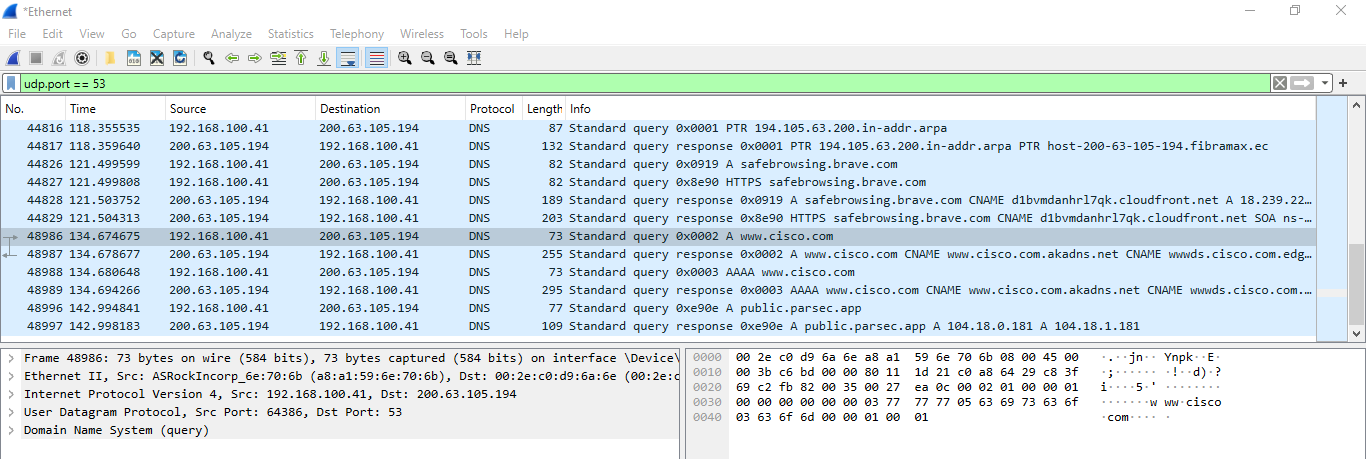 *Ethernet
File Edit View Go Capture Analyze Statistics Telephony Wireless Tools Help
udp.port == 53
No. Time Source Destination Protocol Length Info
44816 118.355535 192.168.100.41 200.63.105.194 DNS 87 Standard query 0x0001 PTR 194.105.63.200.in-addr.arpa
44817 118.359640 200.63.105.194 192.168.100.41 DNS 132 Standard query response 0x0001 PTR 194.105.63.200.in-addr.arpa PTR host-200-63-105-194.fibramax.ec
44826 121.499599 192.168.100.41 200.63.105.194 DNS 82 Standard query 0x0919 A safebrowsing.brave.com
44827 121.499808 192.168.100.41 200.63.105.194 DNS 82 Standard query 0x8e90 HTTPS safebrowsing.brave.com
44828 121.503752 200.63.105.194 192.168.100.41 DNS 189 Standard query response 0x0919 A safebrowsing.brave.com CNAME d1bvmdanhrl7qk.cloudfront.net A 18.239.22…
44829 121.504313 200.63.105.194 192.168.100.41 DNS 203 Standard query response 0x8e90 HTTPS safebrowsing.brave.com CNAME d1bvmdanhrl7qk.cloudfront.net SOA ns-…
48986 134.674675 192.168.100.41 200.63.105.194 DNS 73 Standard query 0x0002 A www.cisco.com
48987 134.678677 200.63.105.194 192.168.100.41 DNS 255 Standard query response 0x0002 A www.cisco.com CNAME www.cisco.com.akadns.net CNAME wwwds.cisco.com.edg…
48988 134.680648 192.168.100.41 200.63.105.194 DNS 73 Standard query 0x0003 AAAA www.cisco.com
48989 134.694266 200.63.105.194 192.168.100.41 DNS 295 Standard query response 0x0003 AAAA www.cisco.com CNAME www.cisco.com.akadns.net CNAME wwwds.cisco.com.…
48996 142.994841 192.168.100.41 200.63.105.194 DNS 77 Standard query 0xe90e A public.parsec.app
48997 142.998183 200.63.105.194 192.168.100.41 DNS 109 Standard query response 0xe90e A public.parsec.app A 104.18.0.181 A 104.18.1.181
Frame 48986: 73 bytes on wire (584 bits), 73 bytes captured (584 bits) on interface \Device\
Ethernet II, Src: ASRockIncorp_6e:70:6b (a8:a1:59:6e:70:6b), Dst: 00:2e:c0:d9:6a:6e (00:2e:c
Internet Protocol Version 4, Src: 192.168.100.41, Dst: 200.63.105.194
User Datagram Protocol, Src Port: 64386, Dst Port: 53
Domain Name System (query)
0000 00 2e c0 d9 6a 6e a8 a1 59 6e 70 6b 08 00 45 00 ·.··jn·· Ynpk··E·
0010 00 3b c6 bd 00 00 80 11 1d 21 c0 a8 64 29 c8 3f ·;······ ·!··d)·?
0020 69 c2 fb 82 00 35 00 27 ea 0c 00 02 01 00 00 01 i····5·' ········
0030 00 00 00 00 00 00 03 77 77 77 05 63 69 73 63 6f ·······w ww·cisco
0040 03 63 6f 6d 00 00 01 00 01 ·com···· ·